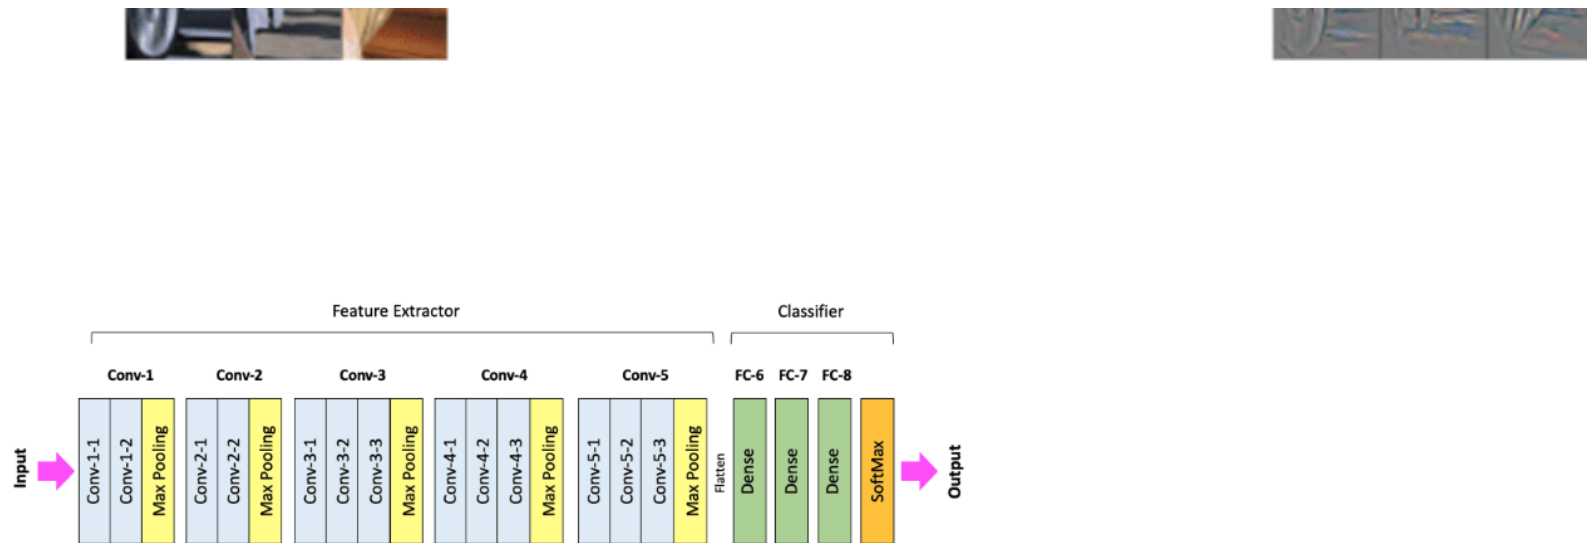 Feature Extractor
Classifier
Conv-1
Conv-2
Conv-3
Conv-4
Conv-5
FC-6
FC-7
FC-8
Input
Conv-1-1
Conv-1-2
Max Pooling
Conv-2-1
Conv-2-2
Max Pooling
Conv-3-1
Conv-3-2
Conv-3-3
Max Pooling
Conv-4-1
Conv-4-2
Conv-4-3
Max Pooling
Conv-5-1
Conv-5-2
Conv-5-3
Max Pooling
Flatten
Dense
Dense
Dense
SoftMax
Output